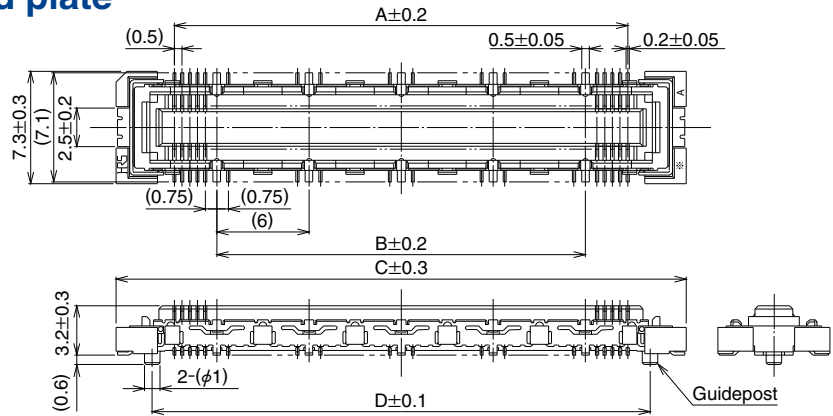 d plate
A±0.2
(0.5)
0.5±0.05
0.2±0.05
7.3±0.3
(7.1)
2.5±0.2
HRS
A
※
(0.75)
(0.75)
(6)
B±0.2
C±0.3
3.2±0.3
(0.6)
2-(φ1)
D±0.1
Guidepost